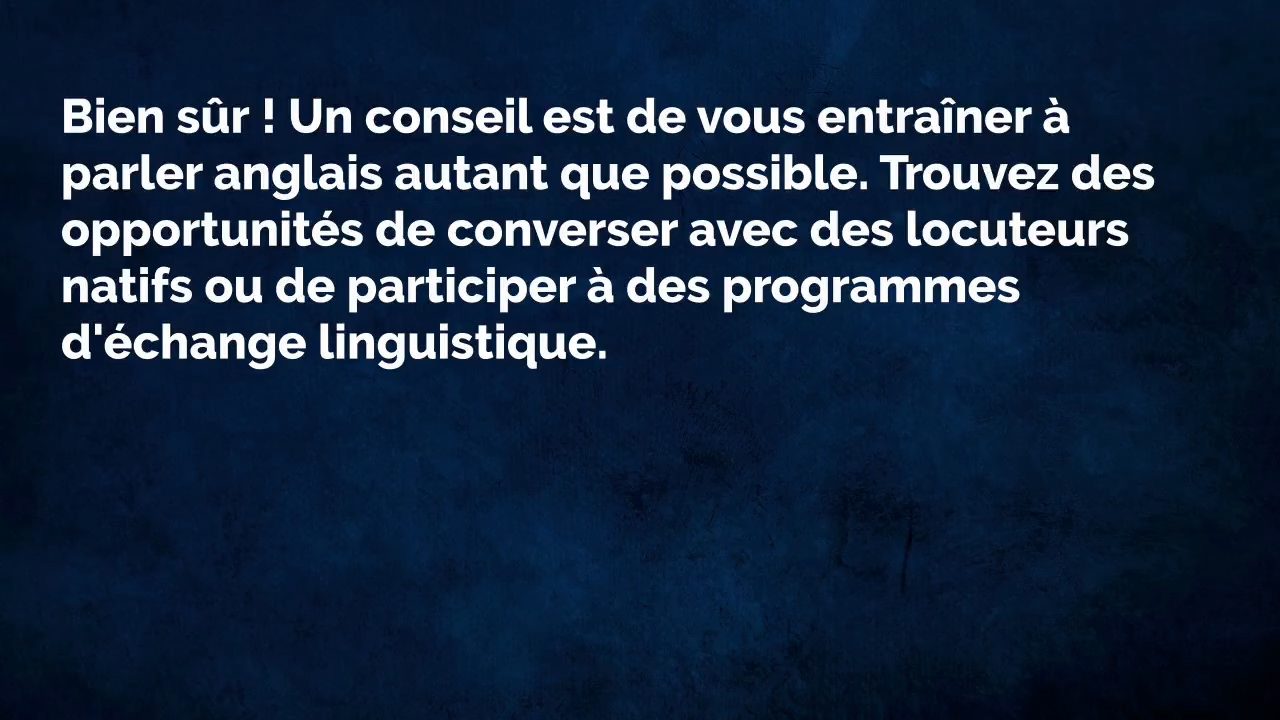 Bien sûr ! Un conseil est de vous entraîner à
parler anglais autant que possible. Trouvez des
opportunités de converser avec des locuteurs
natifs ou de participer à des programmes
d'échange linguistique.